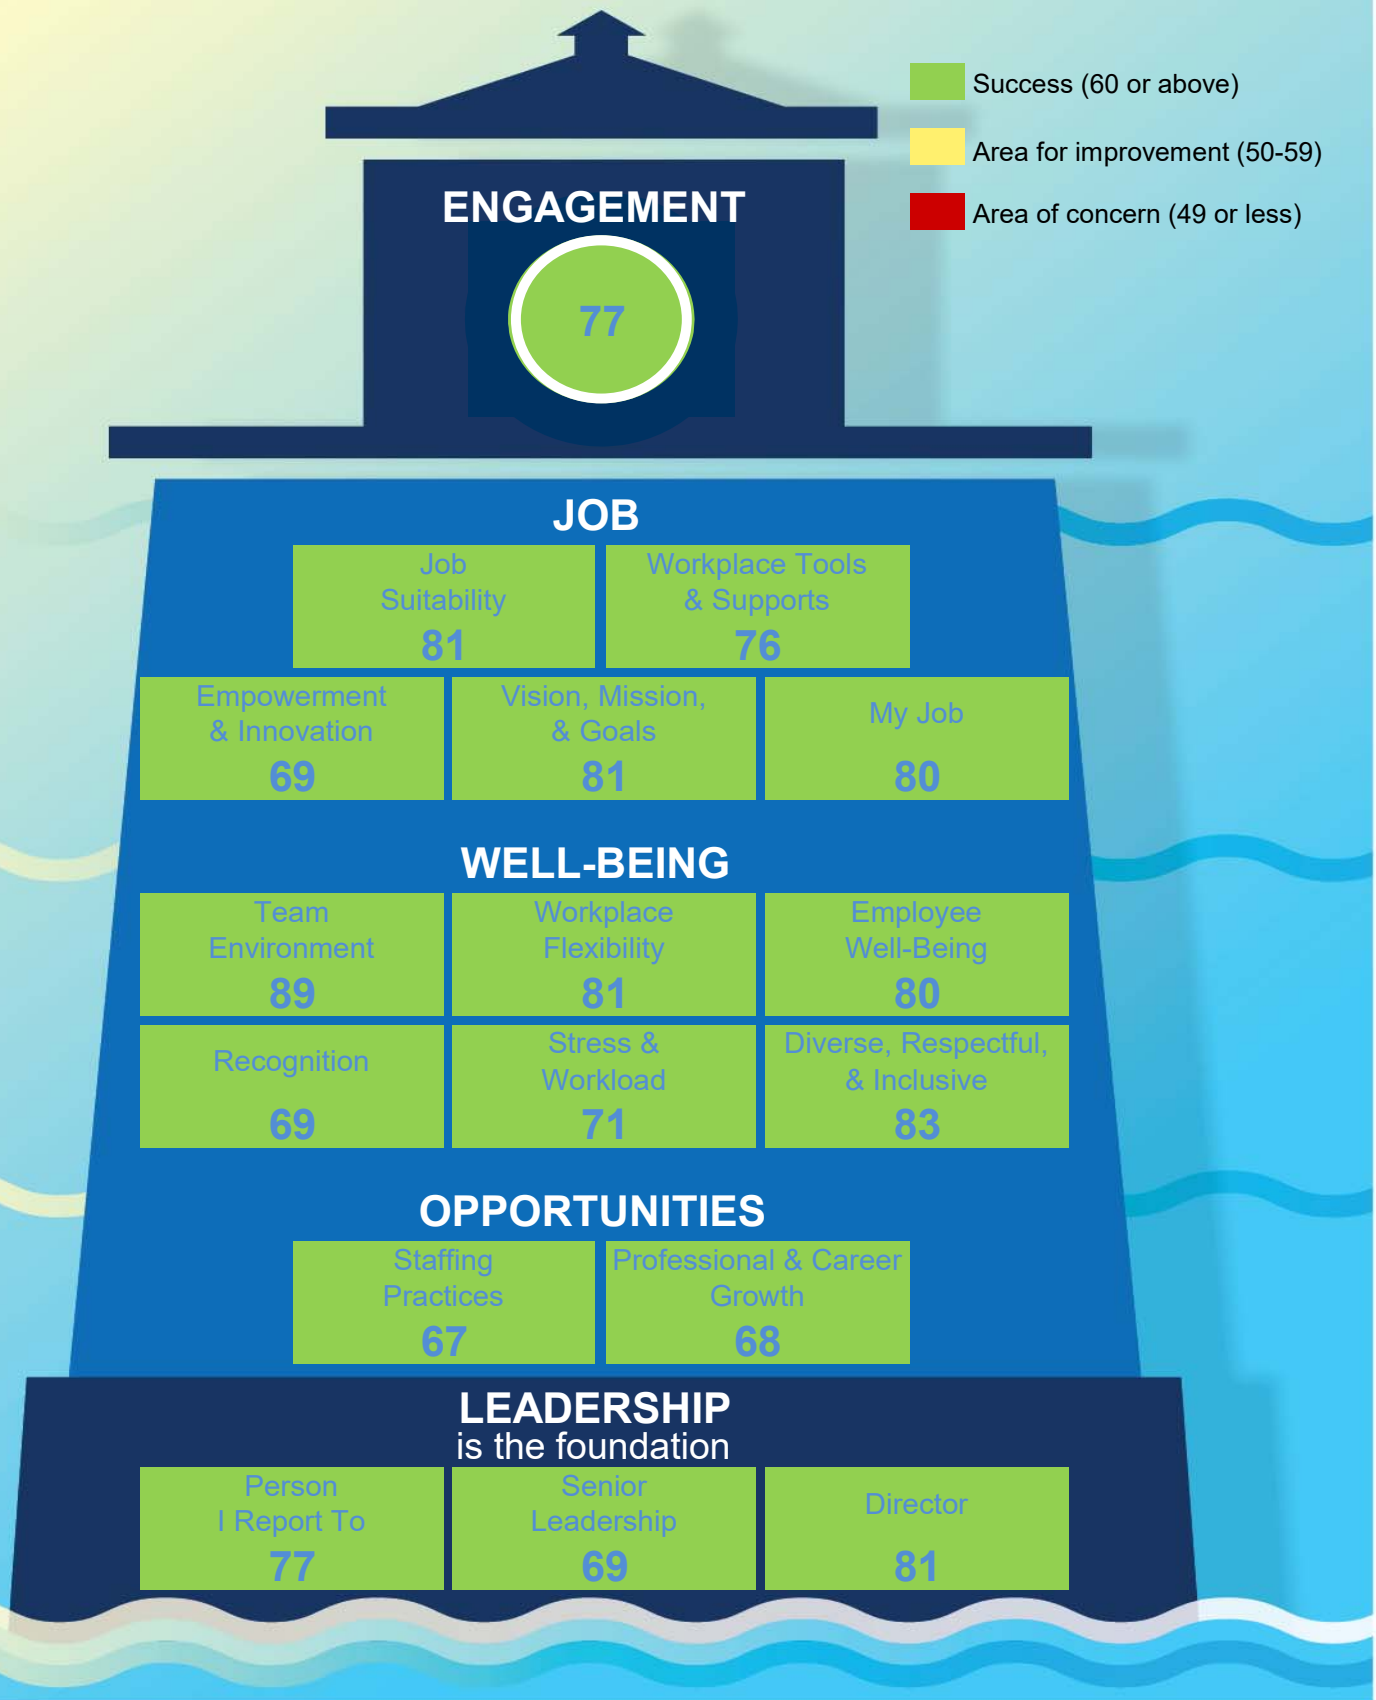 Success (60 or above)
Area for improvement (50-59)
Area of concern (49 or less)
ENGAGEMENT
77
JOB
Job
Suitability
81
Workplace Tools
& Supports
76
Empowerment
& Innovation
69
Vision, Mission,
& Goals
81
My Job
80
WELL-BEING
Team
Environment
89
Workplace
Flexibility
81
Employee
Well-Being
80
Recognition
69
Stress &
Workload
71
Diverse, Respectful,
& Inclusive
83
OPPORTUNITIES
Staffing
Practices
67
Professional & Career
Growth
68
LEADERSHIP
is the foundation
Person
I Report To
77
Senior
Leadership
69
Director
81